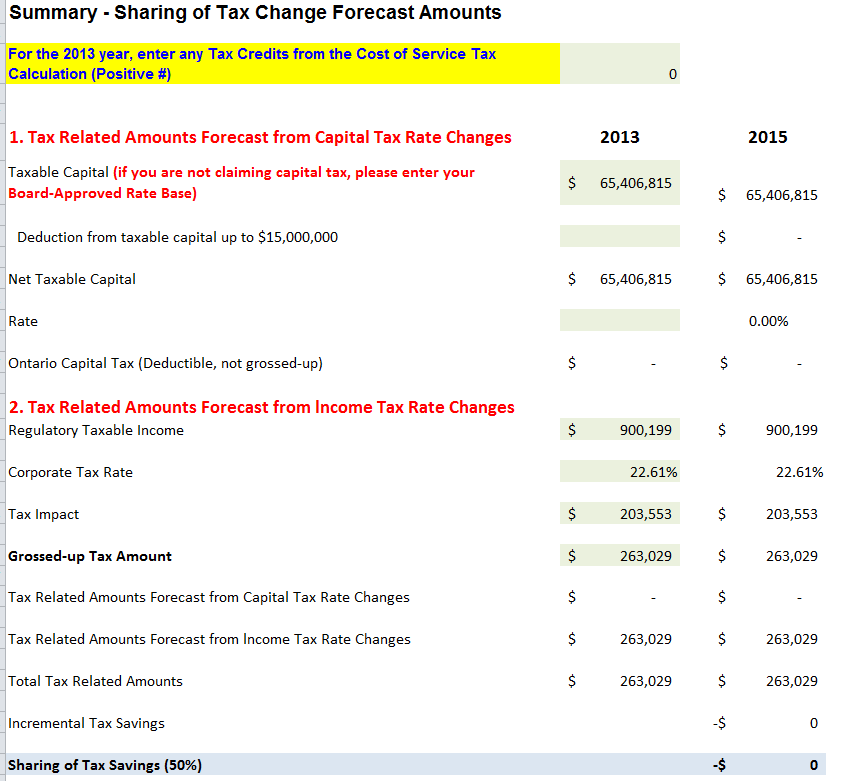 Summary - Sharing of Tax Change Forecast Amounts
For the 2013 year, enter any Tax Credits from the Cost of Service Tax
Calculation (Positive #) 0
1. Tax Related Amounts Forecast from Capital Tax Rate Changes 2013 2015
Taxable Capital (if you are not claiming capital tax, please enter your
Board-Approved Rate Base) $ 65,406,815 $ 65,406,815
Deduction from taxable capital up to $15,000,000 $ -
Net Taxable Capital $ 65,406,815 $ 65,406,815
Rate 0.00%
Ontario Capital Tax (Deductible, not grossed-up) $ - $ -
2. Tax Related Amounts Forecast from Income Tax Rate Changes
Regulatory Taxable Income $ 900,199 $ 900,199
Corporate Tax Rate 22.61% 22.61%
Tax Impact $ 203,553 $ 203,553
Grossed-up Tax Amount $ 263,029 $ 263,029
Tax Related Amounts Forecast from Capital Tax Rate Changes $ - $ -
Tax Related Amounts Forecast from Income Tax Rate Changes $ 263,029 $ 263,029
Total Tax Related Amounts $ 263,029 $ 263,029
Incremental Tax Savings -$ 0
Sharing of Tax Savings (50%) -$ 0